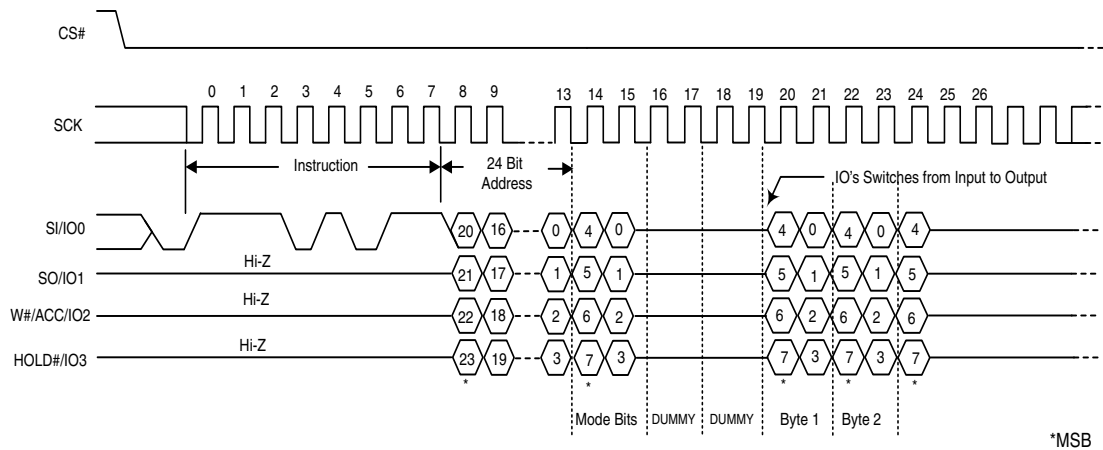 CS#
0 1 2 3 4 5 6 7 8 9 13 14 15 16 17 18 19 20 21 22 23 24 25 26
SCK
Instruction
24 Bit
Address
IO's Switches from Input to Output
SI/IO0 20 16 0 4 0 4 0 4 0 4
SO/IO1 Hi-Z 21 17 1 5 1 5 1 5 1 5
W#/ACC/IO2 Hi-Z 22 18 2 6 2 6 2 6 2 6
HOLD#/IO3 Hi-Z 23 19 3 7 3 7 3 7 3 7
* * * * *
Mode Bits DUMMY DUMMY Byte 1 Byte 2
*MSB